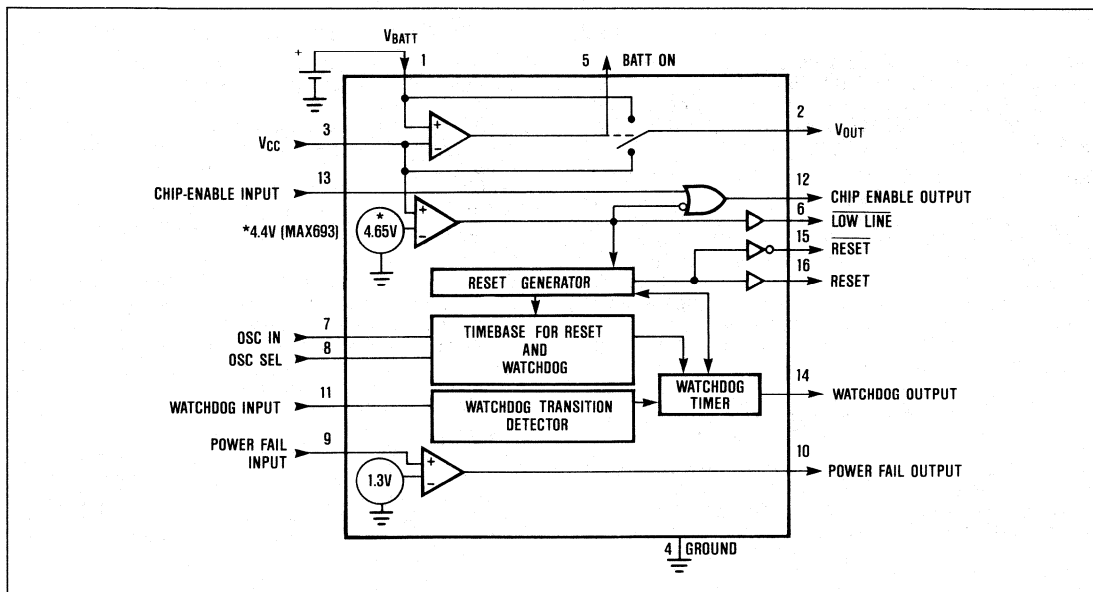 VBATT
+
1
5 BATT ON
+
−
2
VOUT
3
VCC
13
CHIP-ENABLE INPUT
12
CHIP ENABLE OUTPUT
*4.4V (MAX693)
*
4.65V
+
−
6
LOW LINE
15
RESET
16
RESET
RESET GENERATOR
7
OSC IN
8
OSC SEL
TIMEBASE FOR RESET
AND
WATCHDOG
11
WATCHDOG INPUT
WATCHDOG TRANSITION
DETECTOR
WATCHDOG
TIMER
14
WATCHDOG OUTPUT
9
POWER FAIL
INPUT
1.3V
+
−
10
POWER FAIL OUTPUT
4 GROUND